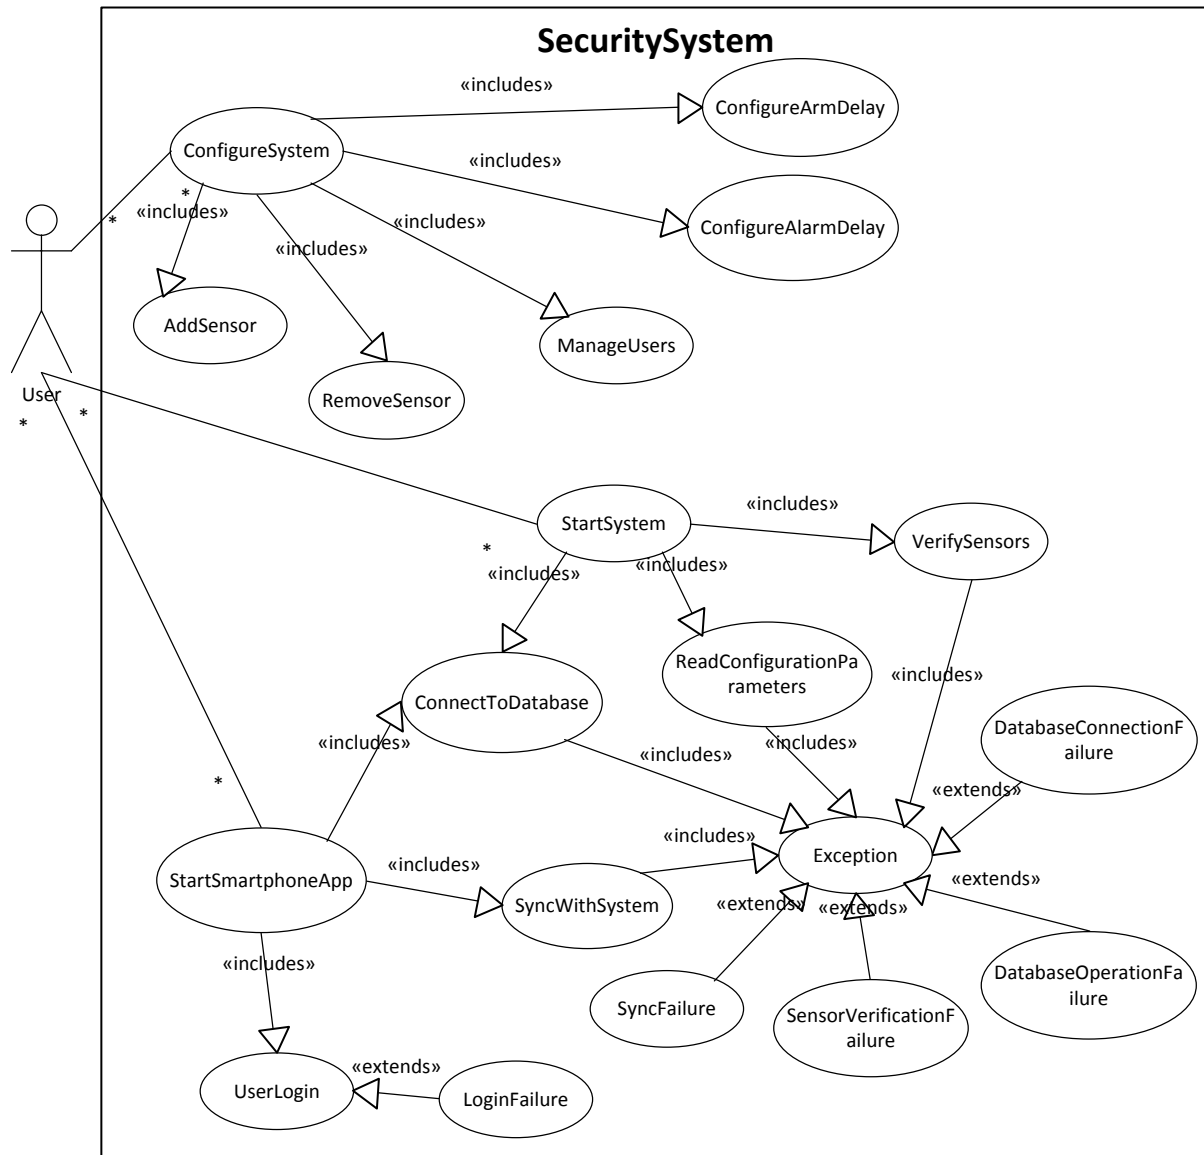 SecuritySystem
«includes»
ConfigureArmDelay
ConfigureSystem
«includes»
*
«includes»
*
«includes»
ConfigureAlarmDelay
«includes»
AddSensor
ManageUsers
User
RemoveSensor
*
*
«includes»
StartSystem
VerifySensors
*
«includes»
«includes»
ReadConfigurationPa
rameters
«includes»
ConnectToDatabase
DatabaseConnectionF
ailure
«includes»
«includes»
«includes»
*
«extends»
«includes»
Exception
«includes»
StartSmartphoneApp
«extends»
SyncWithSystem
«extends»
«extends»
«includes»
DatabaseOperationFa
ilure
SyncFailure
SensorVerificationF
ailure
«extends»
UserLogin
LoginFailure